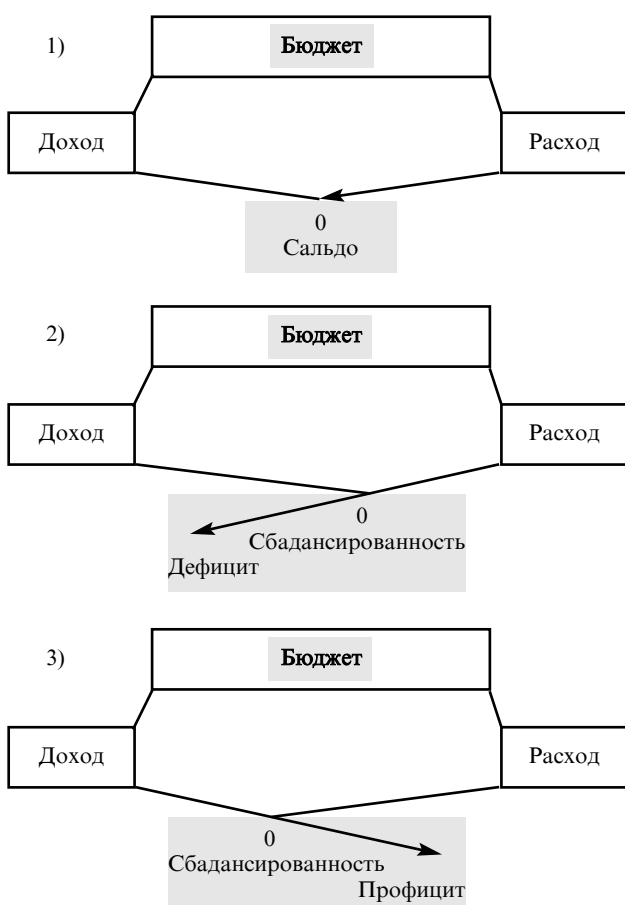 1)
Бюджет
Доход
Расход
0
Сальдо
2)
Бюджет
Доход
Расход
0
Сбадансированность
Дефицит
3)
Бюджет
Доход
Расход
0
Сбадансированность
Профицит